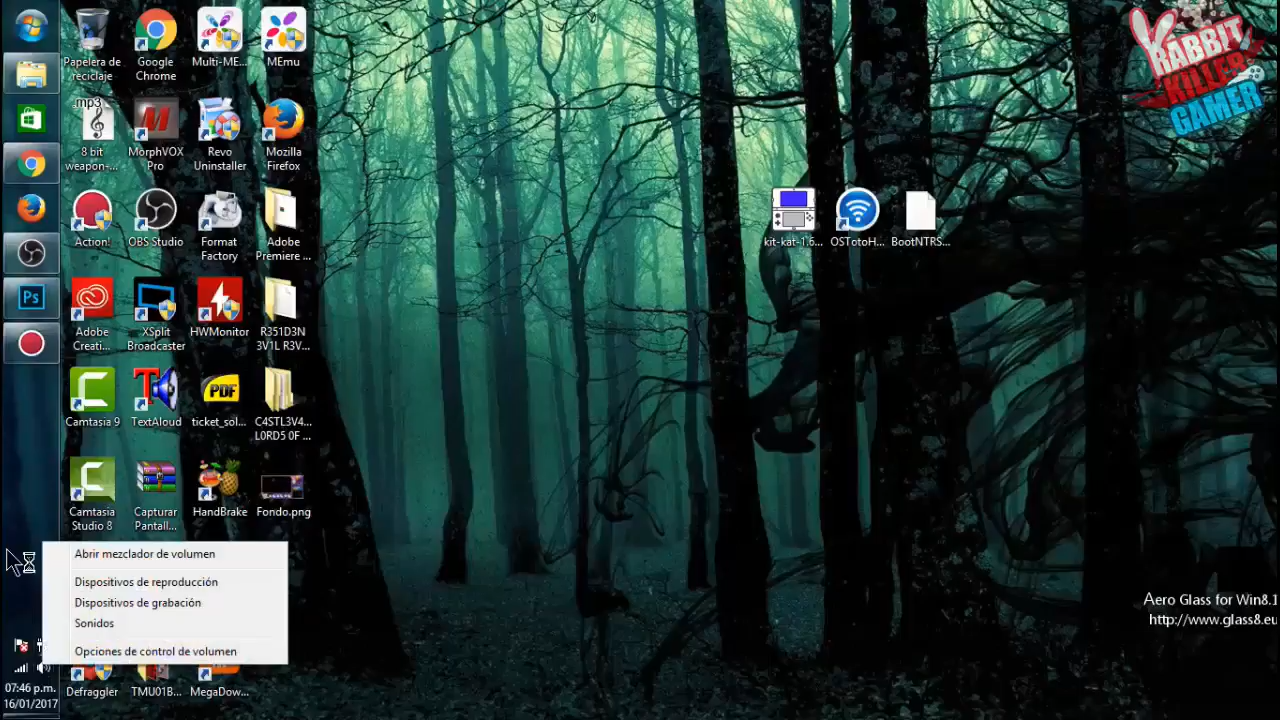 RABBIT
KILLER
GAMER
Papelera de
reciclaje
Google
Chrome
Multi-ME...
MEmu
.mp3
8 bit
weapon-...
MorphVOX
Pro
Revo
Uninstaller
Mozilla
Firefox
Action!
OBS Studio
Format
Factory
Adobe
Premiere ...
kit-kat-1.6...
OSTotoH...
BootNTRS...
Ps
Adobe
Creati...
XSplit
Broadcaster
HWMonitor
R351D3N
3V1L R3V...
PDF
Camtasia 9
TextAloud
ticket_sol...
C4STL3V4...
L0RD5 0F ...
Camtasia
Studio 8
Capturar
Pantall...
HandBrake
Fondo.png
Abrir mezclador de volumen
Dispositivos de reproducción
Dispositivos de grabación
Sonidos
Opciones de control de volumen
Aero Glass for Win8.1
http://www.glass8.eu
07:46 p.m.
16/01/2017
Defraggler
TMU01B...
MegaDow...